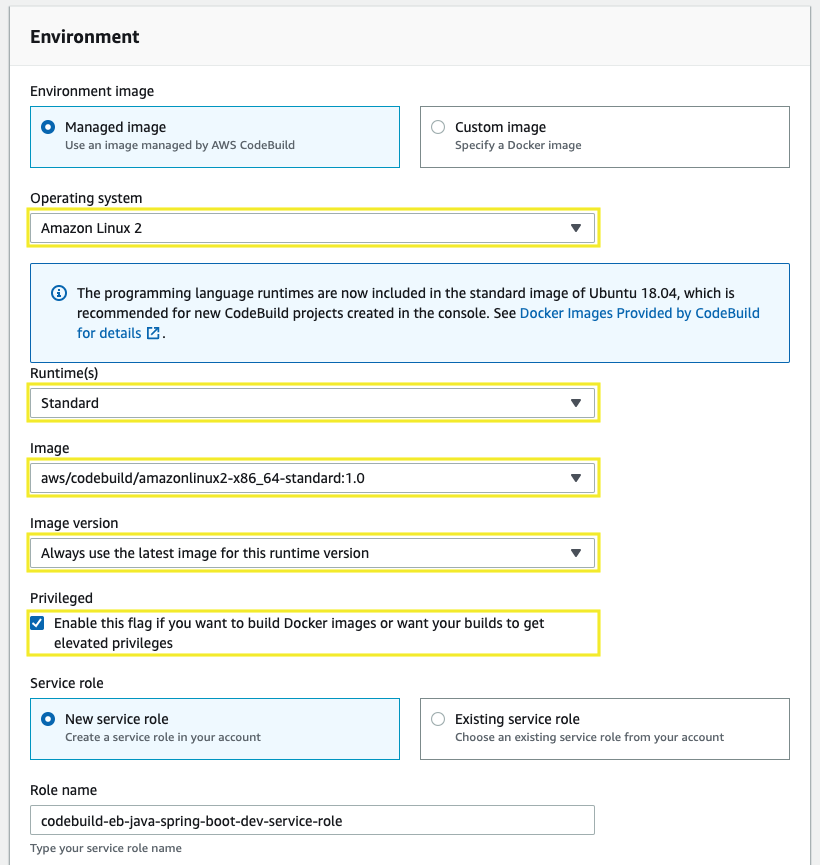 Environment
Environment image
Managed image
Use an image managed by AWS CodeBuild
Custom image
Specify a Docker image
Operating system
Amazon Linux 2
The programming language runtimes are now included in the standard image of Ubuntu 18.04, which is
recommended for new CodeBuild projects created in the console. See Docker Images Provided by CodeBuild
for details .
Runtime(s)
Standard
Image
aws/codebuild/amazonlinux2-x86_64-standard:1.0
Image version
Always use the latest image for this runtime version
Privileged
Enable this flag if you want to build Docker images or want your builds to get
elevated privileges
Service role
New service role
Create a service role in your account
Existing service role
Choose an existing service role from your account
Role name
codebuild-eb-java-spring-boot-dev-service-role
Type your service role name